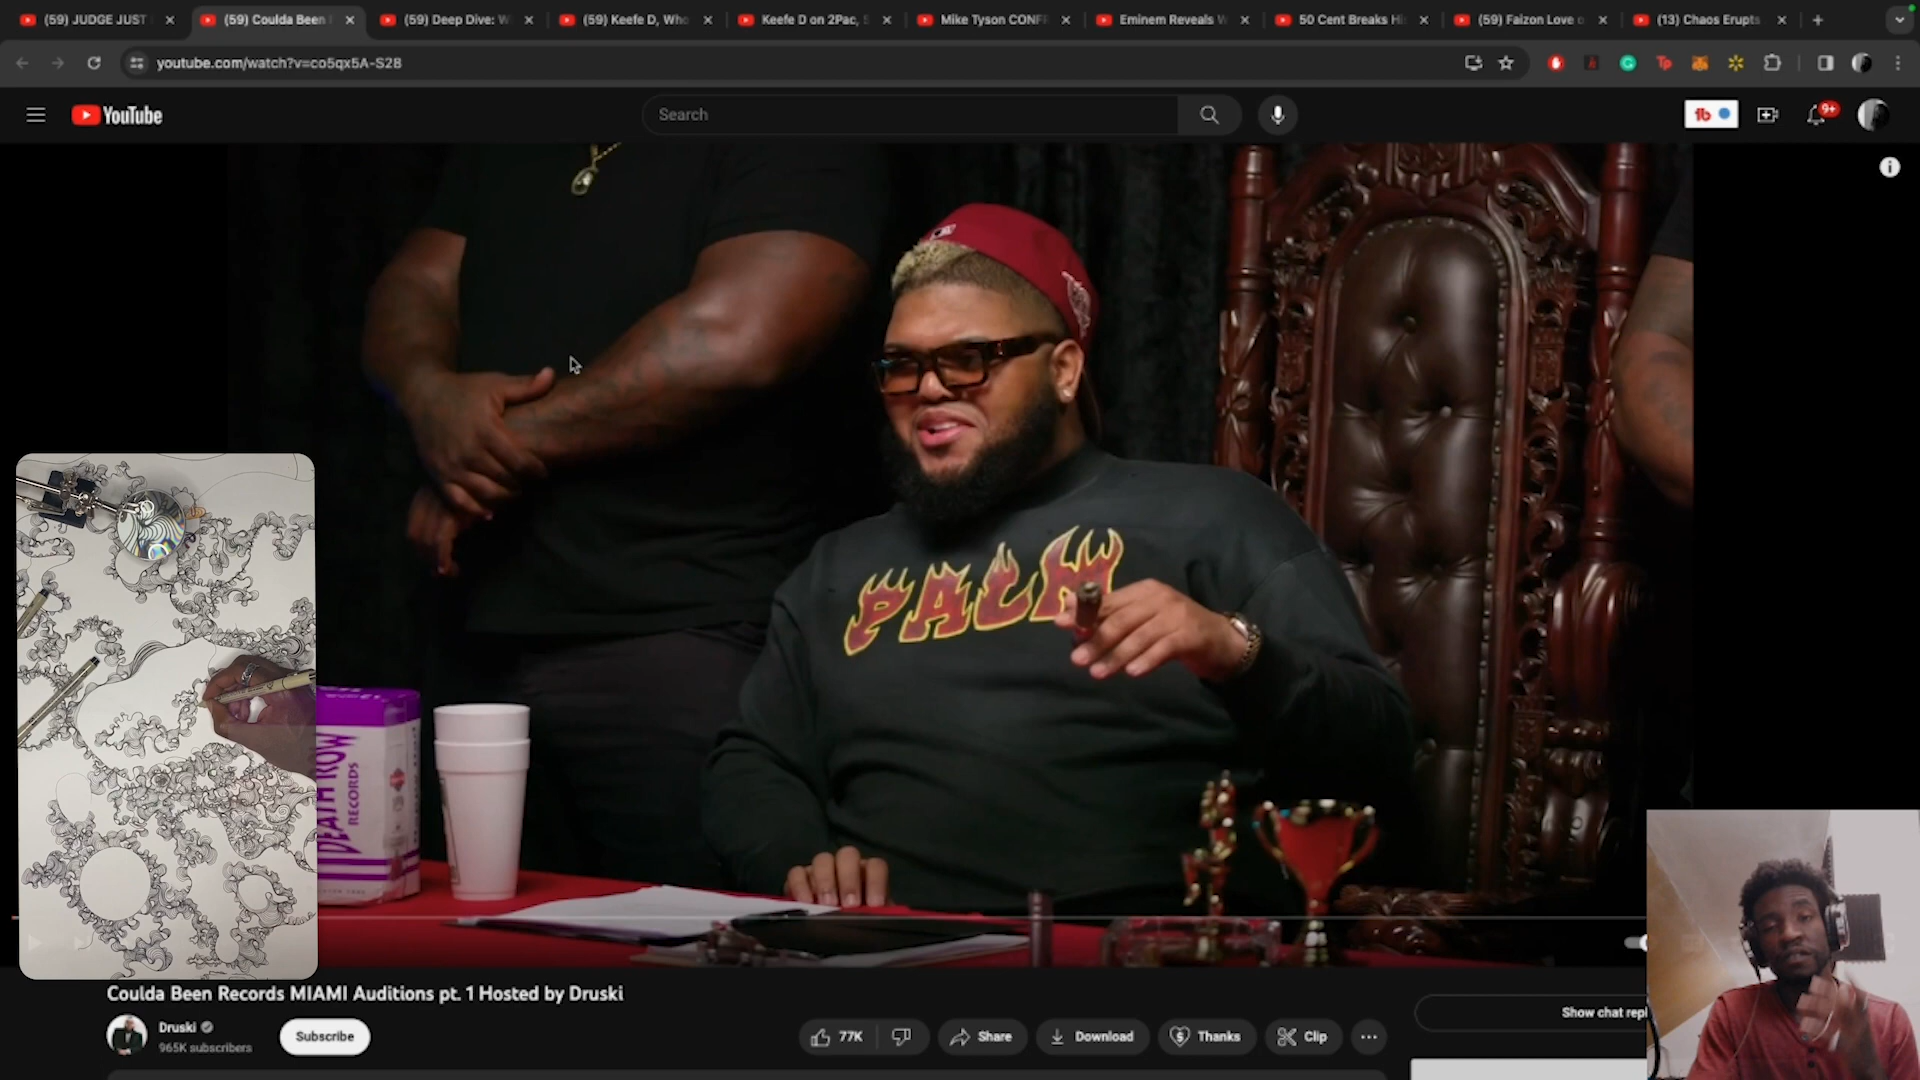 (59) JUDGE JUST
(59) Coulda Been
(59) Deep Dive: W
(59) Keefe D, Who
Keefe D on 2Pac,
Mike Tyson CONF
Eminem Reveals
50 Cent Breaks
(59) Faizon Love
(13) Chaos Erupts
youtube.com/watch?v=co5qx5A-S28
YouTube
Search
9+
PALM
DEATH ROW
RECORDS
Coulda Been Records MIAMI Auditions pt. 1 Hosted by Druski
Druski
965K subscribers
Subscribe
77K
Share
Download
Thanks
Clip
Show chat repl